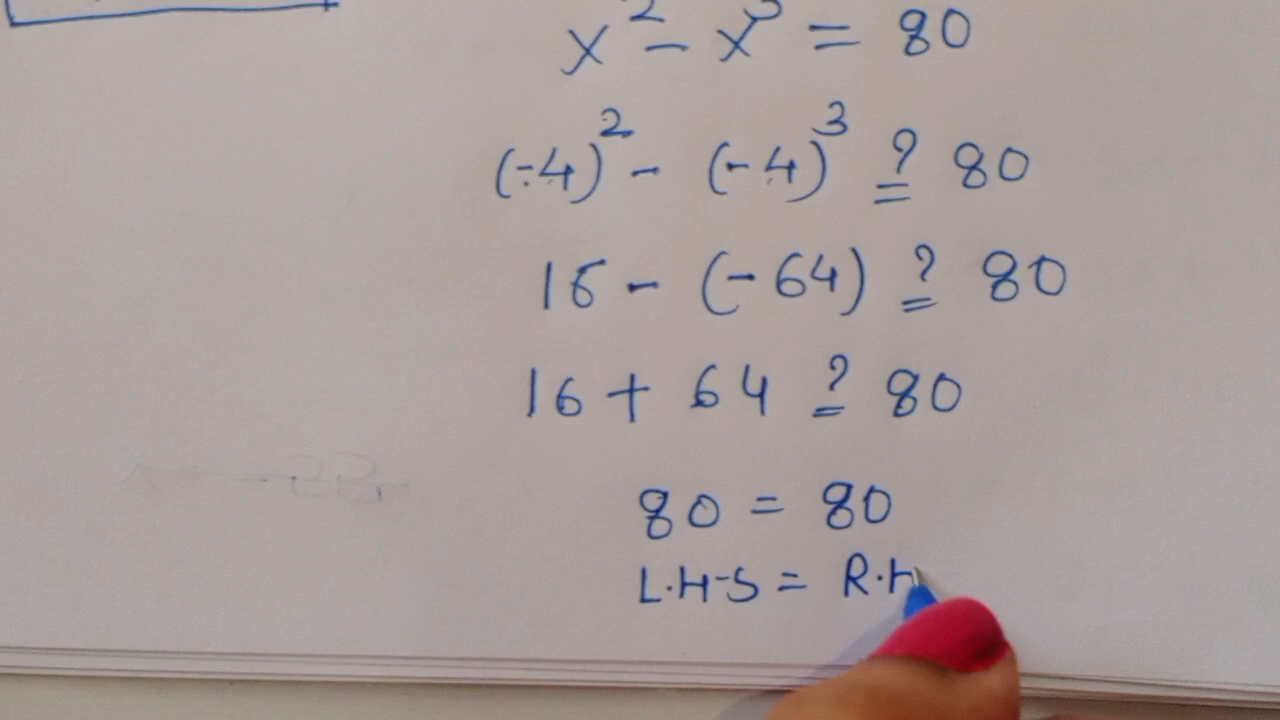 x² - x³ = 80
(-4)² - (-4)³ ≟ 80
16 - (-64) ≟ 80
16 + 64 ≟ 80
80 = 80
L.H-S = R.H